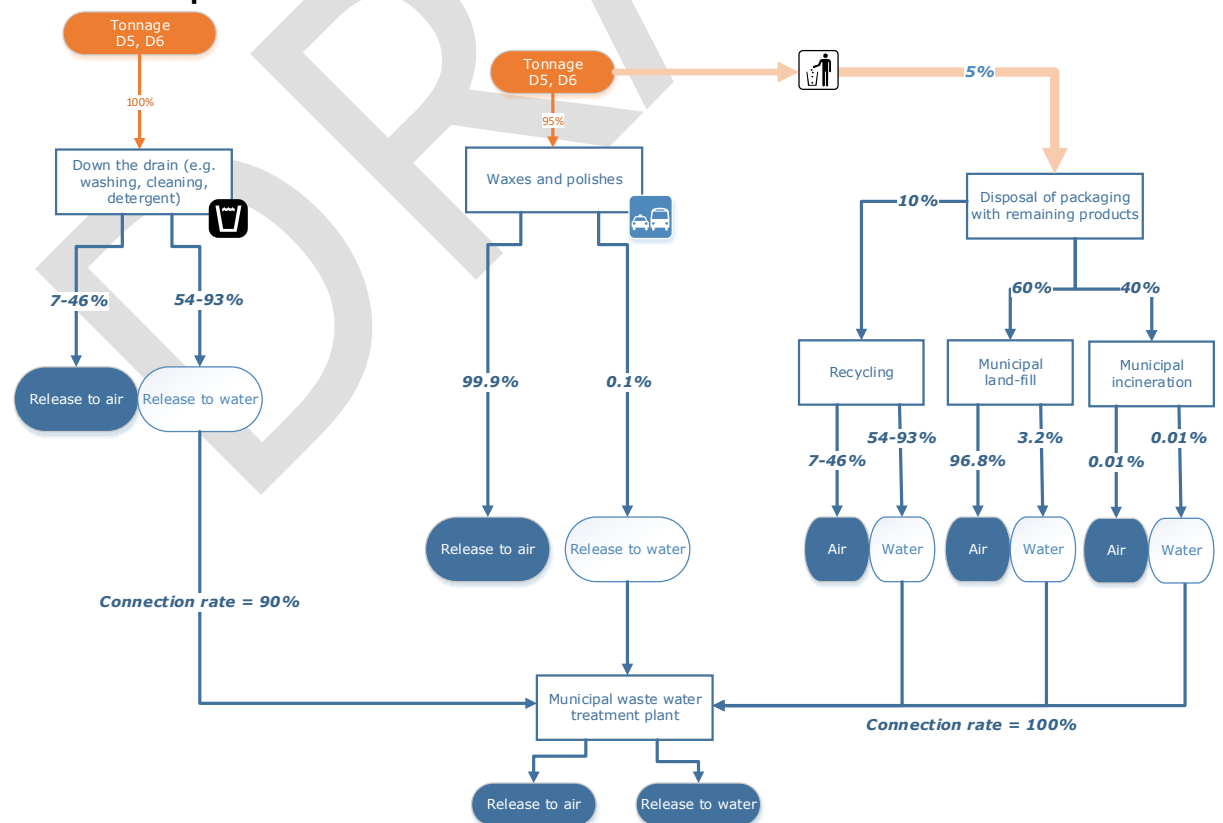 Tonnage
D5, D6
100%
Down the drain (e.g.
washing, cleaning,
detergent)
7-46%
54-93%
Release to air
Release to water
Connection rate = 90%
Tonnage
D5, D6
95%
Waxes and polishes
99.9%
0.1%
Release to air
Release to water
5%
Disposal of packaging
with remaining products
10%
60%
40%
Recycling
Municipal
land-fill
Municipal
incineration
7-46%
54-93%
96.8%
3.2%
0.01%
0.01%
Air
Water
Air
Water
Air
Water
Connection rate = 100%
Municipal waste water
treatment plant
Release to air
Release to water